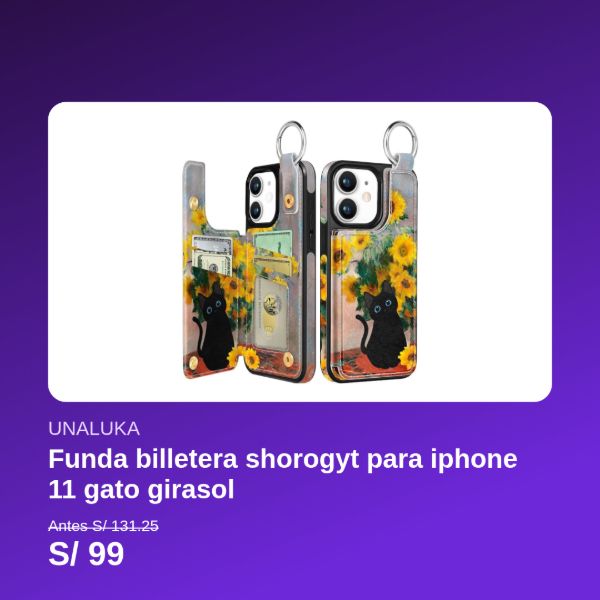 UNALUKA
Funda billetera shorogyt para iphone
11 gato girasol
Antes S/ 131.25
S/ 99